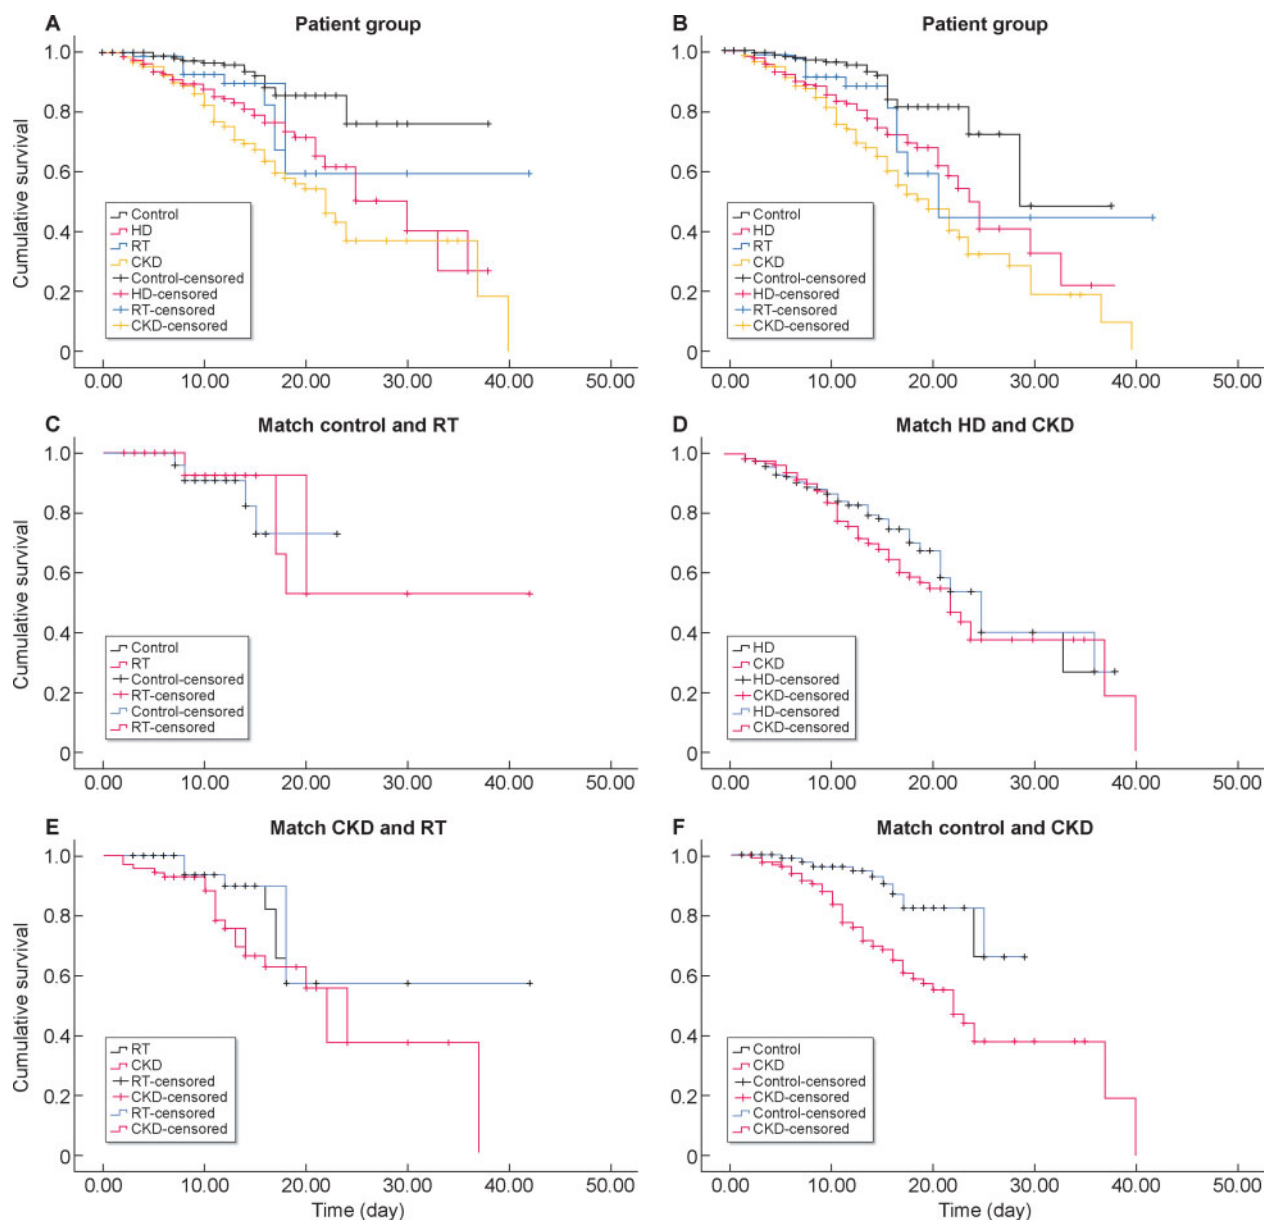 A Patient group
Cumulative survival
1.0
0.8
0.6
0.4
0.2
0
Control
HD
RT
CKD
Control-censored
HD-censored
RT-censored
CKD-censored
0.00 10.00 20.00 30.00 40.00 50.00
B Patient group
Cumulative survival
1.0
0.8
0.6
0.4
0.2
0
Control
HD
RT
CKD
Control-censored
HD-censored
RT-censored
CKD-censored
0.00 10.00 20.00 30.00 40.00 50.00
C Match control and RT
Cumulative survival
1.0
0.8
0.6
0.4
0.2
0
Control
RT
Control-censored
RT-censored
Control-censored
RT-censored
0.00 10.00 20.00 30.00 40.00 50.00
D Match HD and CKD
Cumulative survival
1.0
0.8
0.6
0.4
0.2
0
HD
CKD
HD-censored
CKD-censored
HD-censored
CKD-censored
0.00 10.00 20.00 30.00 40.00 50.00
E Match CKD and RT
Cumulative survival
1.0
0.8
0.6
0.4
0.2
0
RT
CKD
RT-censored
CKD-censored
RT-censored
CKD-censored
0.00 10.00 20.00 30.00 40.00 50.00
Time (day)
F Match control and CKD
Cumulative survival
1.0
0.8
0.6
0.4
0.2
0
Control
CKD
Control-censored
CKD-censored
Control-censored
CKD-censored
0.00 10.00 20.00 30.00 40.00 50.00
Time (day)